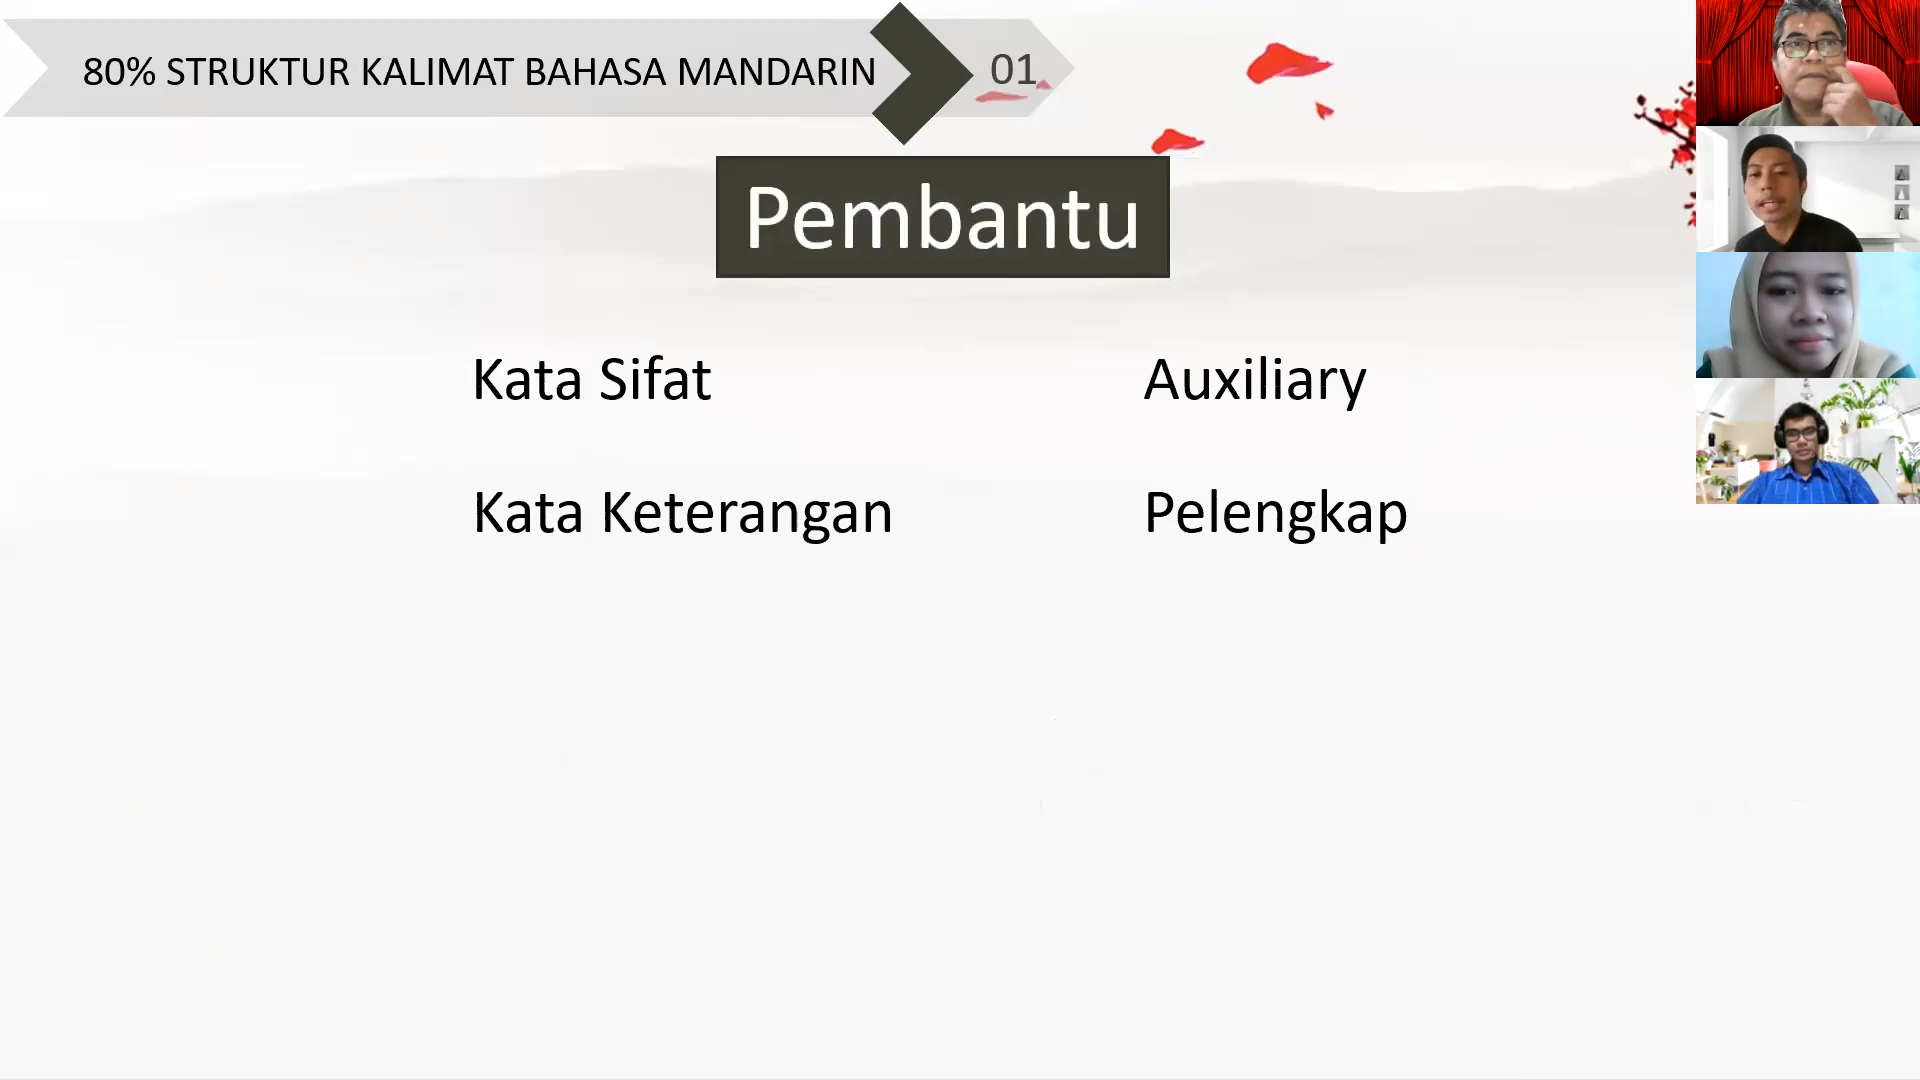 80% STRUKTUR KALIMAT BAHASA MANDARIN 01
Pembantu
Kata Sifat
Auxiliary
Kata Keterangan
Pelengkap